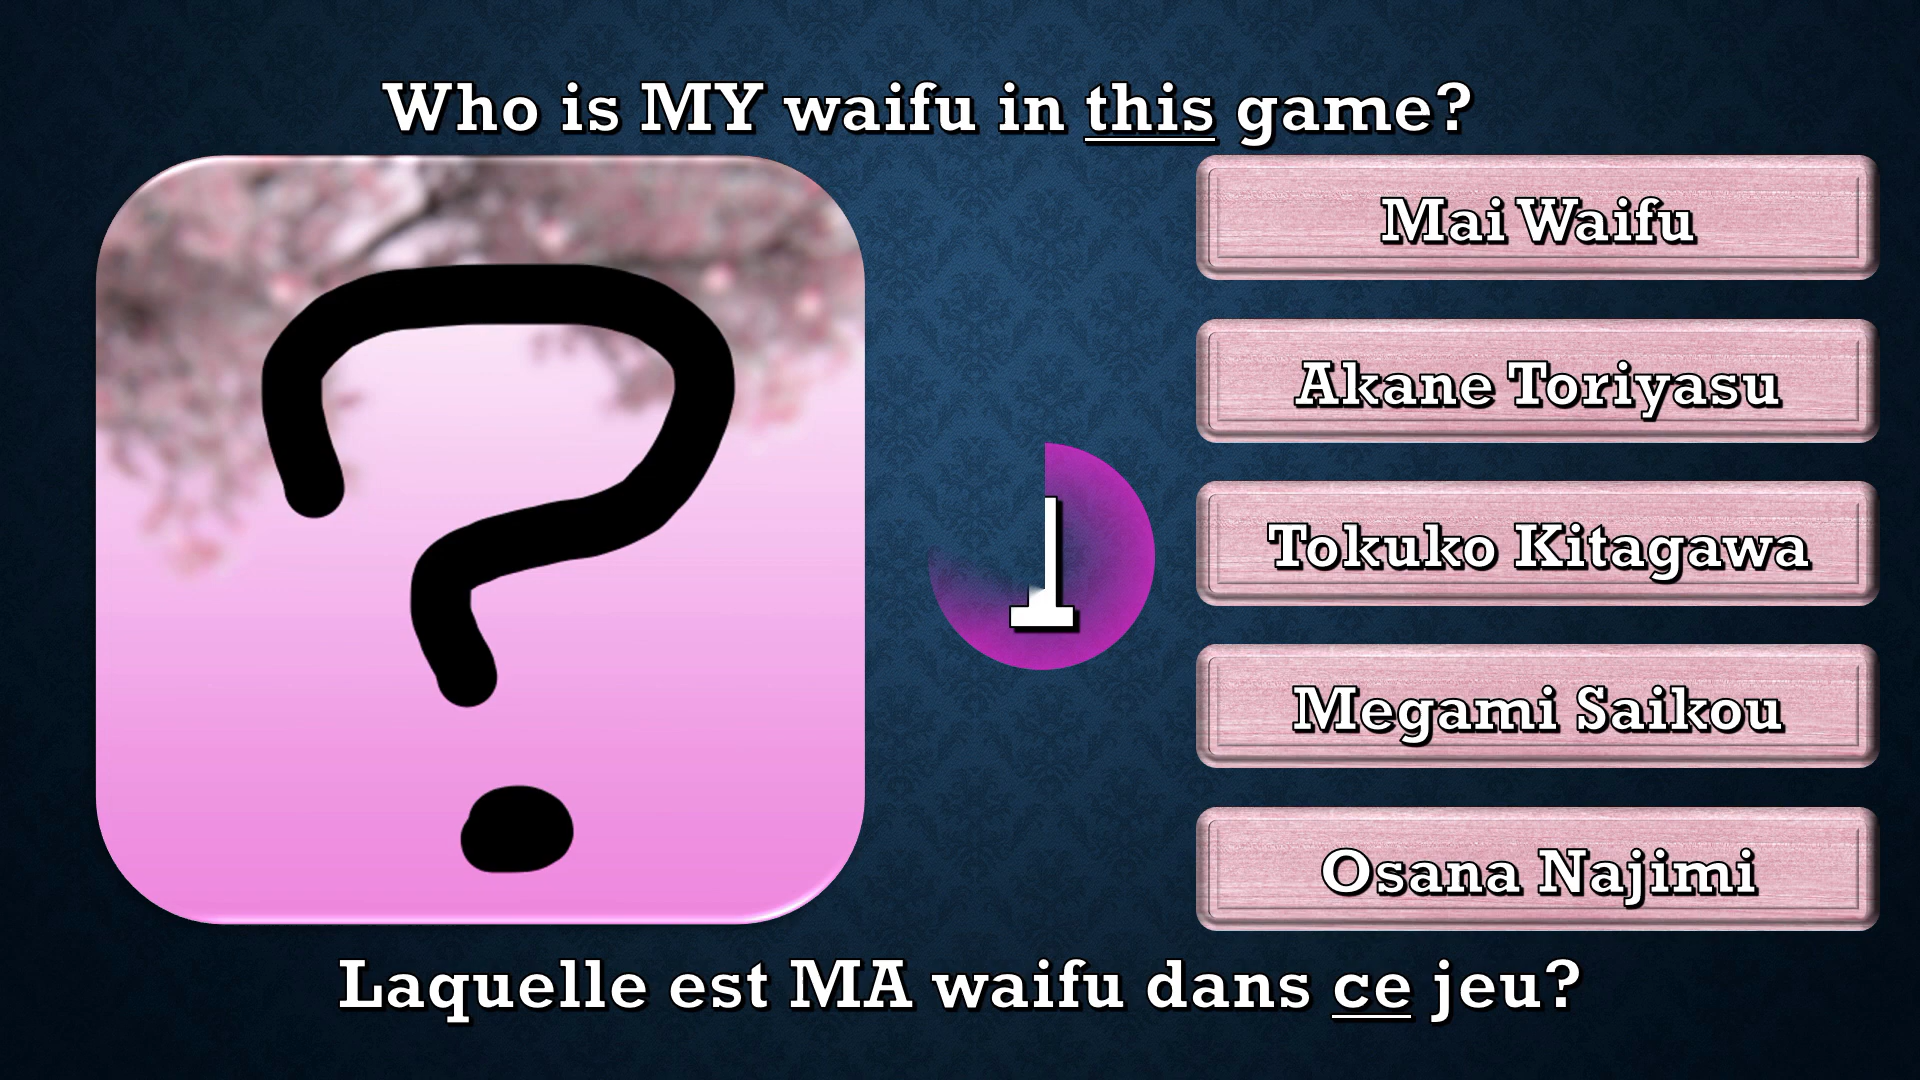 Who is MY waifu in this game?
Mai Waifu
Akane Toriyasu
?
1
Tokuko Kitagawa
Megami Saikou
Osana Najimi
Laquelle est MA waifu dans ce jeu?